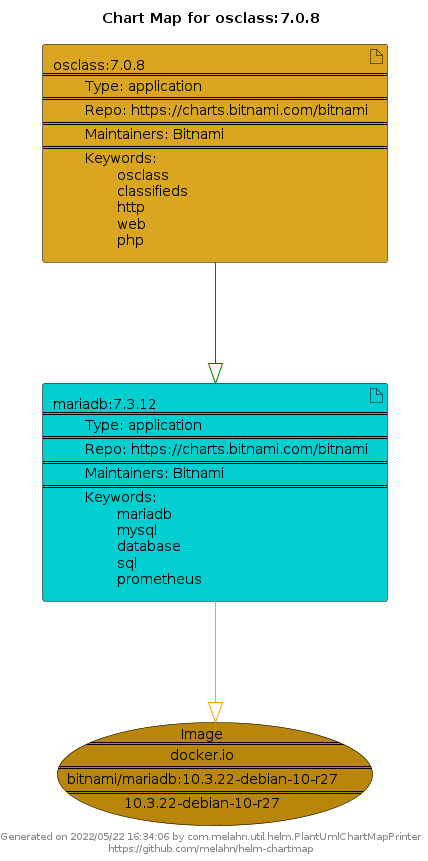 Chart Map for osclass:7.0.8
osclass:7.0.8
Type: application
Repo: https://charts.bitnami.com/bitnami
Maintainers: Bitnami
Keywords:
osclass
classifieds
http
web
php
mariadb:7.3.12
Type: application
Repo: https://charts.bitnami.com/bitnami
Maintainers: Bitnami
Keywords:
mariadb
mysql
database
sql
prometheus
Image
docker.io
bitnami/mariadb:10.3.22-debian-10-r27
10.3.22-debian-10-r27
Generated on 2022/05/22 16:34:06 by com.melahn.util.helm.PlantUmlChartMapPrinter
https://github.com/melahn/helm-chartmap